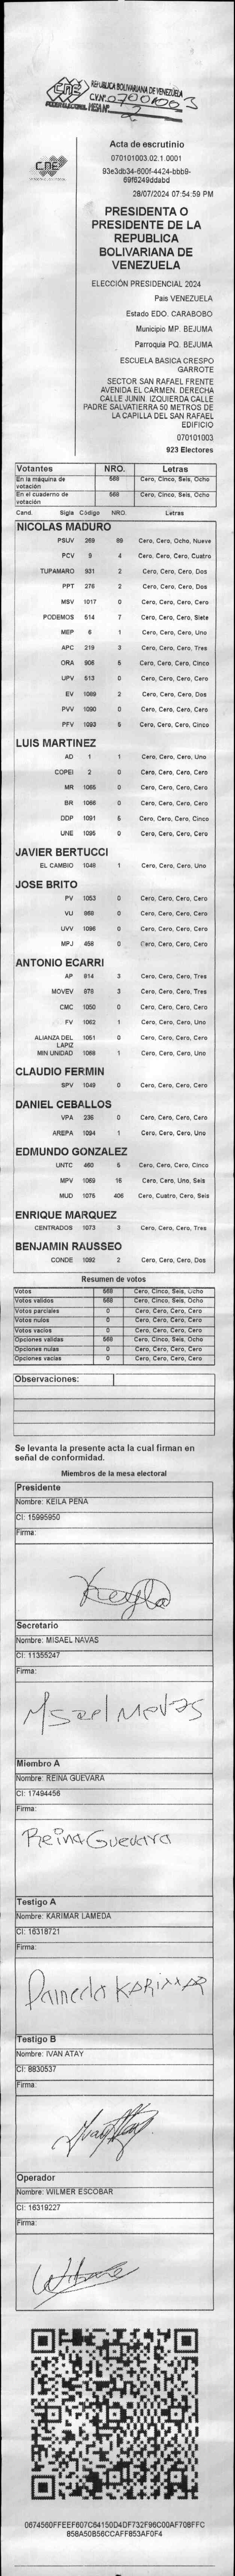 CNE REPUBLICA BOLIVARIANA DE VENEZUELA
C.V.Nº 07001003
PODER ELECTORAL MESA Nº 2
CNE
Acta de escrutinio
070101003.02.1.0001
93e3db34-600f-4424-bbb9-
69f6249ddabd
28/07/2024 07:54:59 PM
PRESIDENTA O
PRESIDENTE DE LA
REPUBLICA
BOLIVARIANA DE
VENEZUELA
ELECCIÓN PRESIDENCIAL 2024
Pais VENEZUELA
Estado EDO. CARABOBO
Municipio MP. BEJUMA
Parroquia PQ. BEJUMA
ESCUELA BASICA CRESPO
GARROTE
SECTOR SAN RAFAEL FRENTE
AVENIDA EL CARMEN. DERECHA
CALLE JUNIN. IZQUIERDA CALLE
PADRE SALVATIERRA 50 METROS DE
LA CAPILLA DEL SAN RAFAEL
EDIFICIO
070101003
923 Electores
Votantes NRO. Letras
En la máquina de votación 568 Cero, Cinco, Seis, Ocho
En el cuaderno de votación 568 Cero, Cinco, Seis, Ocho
Cand. Sigla Código NRO. Letras
NICOLAS MADURO
PSUV 269 89 Cero, Cero, Ocho, Nueve
PCV 9 4 Cero, Cero, Cero, Cuatro
TUPAMARO 931 2 Cero, Cero, Cero, Dos
PPT 276 2 Cero, Cero, Cero, Dos
MSV 1017 0 Cero, Cero, Cero, Cero
PODEMOS 514 7 Cero, Cero, Cero, Siete
MEP 6 1 Cero, Cero, Cero, Uno
APC 219 3 Cero, Cero, Cero, Tres
ORA 906 5 Cero, Cero, Cero, Cinco
UPV 513 0 Cero, Cero, Cero, Cero
EV 1089 2 Cero, Cero, Cero, Dos
PVV 1090 0 Cero, Cero, Cero, Cero
PFV 1093 5 Cero, Cero, Cero, Cinco
LUIS MARTINEZ
AD 1 1 Cero, Cero, Cero, Uno
COPEI 2 0 Cero, Cero, Cero, Cero
MR 1065 0 Cero, Cero, Cero, Cero
BR 1066 0 Cero, Cero, Cero, Cero
DDP 1091 5 Cero, Cero, Cero, Cinco
UNE 1095 0 Cero, Cero, Cero, Cero
JAVIER BERTUCCI
EL CAMBIO 1048 1 Cero, Cero, Cero, Uno
JOSE BRITO
PV 1053 0 Cero, Cero, Cero, Cero
VU 968 0 Cero, Cero, Cero, Cero
UVV 1096 0 Cero, Cero, Cero, Cero
MPJ 458 0 Cero, Cero, Cero, Cero
ANTONIO ECARRI
AP 814 3 Cero, Cero, Cero, Tres
MOVEV 978 3 Cero, Cero, Cero, Tres
CMC 1050 0 Cero, Cero, Cero, Cero
FV 1062 1 Cero, Cero, Cero, Uno
ALIANZA DEL LAPIZ 1051 0 Cero, Cero, Cero, Cero
MIN UNIDAD 1088 1 Cero, Cero, Cero, Uno
CLAUDIO FERMIN
SPV 1049 0 Cero, Cero, Cero, Cero
DANIEL CEBALLOS
VPA 236 0 Cero, Cero, Cero, Cero
AREPA 1094 1 Cero, Cero, Cero, Uno
EDMUNDO GONZALEZ
UNTC 460 5 Cero, Cero, Cero, Cinco
MPV 1069 16 Cero, Cero, Uno, Seis
MUD 1075 406 Cero, Cuatro, Cero, Seis
ENRIQUE MARQUEZ
CENTRADOS 1073 3 Cero, Cero, Cero, Tres
BENJAMIN RAUSSEO
CONDE 1092 2 Cero, Cero, Cero, Dos
Resumen de votos
Votos 568 Cero, Cinco, Seis, Ocho
Votos validos 568 Cero, Cinco, Seis, Ocho
Votos parciales 0 Cero, Cero, Cero, Cero
Votos nulos 0 Cero, Cero, Cero, Cero
Votos vacios 0 Cero, Cero, Cero, Cero
Opciones validas 568 Cero, Cinco, Seis, Ocho
Opciones nulas 0 Cero, Cero, Cero, Cero
Opciones vacias 0 Cero, Cero, Cero, Cero
Observaciones:
Se levanta la presente acta la cual firman en
señal de conformidad.
Miembros de la mesa electoral
Presidente
Nombre: KEILA PEÑA
CI: 15995950
Firma:
Keyla
Secretario
Nombre: MISAEL NAVAS
CI: 11355247
Firma:
Misael Navas
Miembro A
Nombre: REINA GUEVARA
CI: 17494456
Firma:
Reina Guevara
Testigo A
Nombre: KARIMAR LAMEDA
CI: 16318721
Firma:
Lameda KARIMAR
Testigo B
Nombre: IVAN ATAY
CI: 8830537
Firma:
Operador
Nombre: WILMER ESCOBAR
CI: 16319227
Firma:
0674560FFEEF607C64150D4DF732F96C00AF708FFC
858A50B56CCAFF853AF0F4